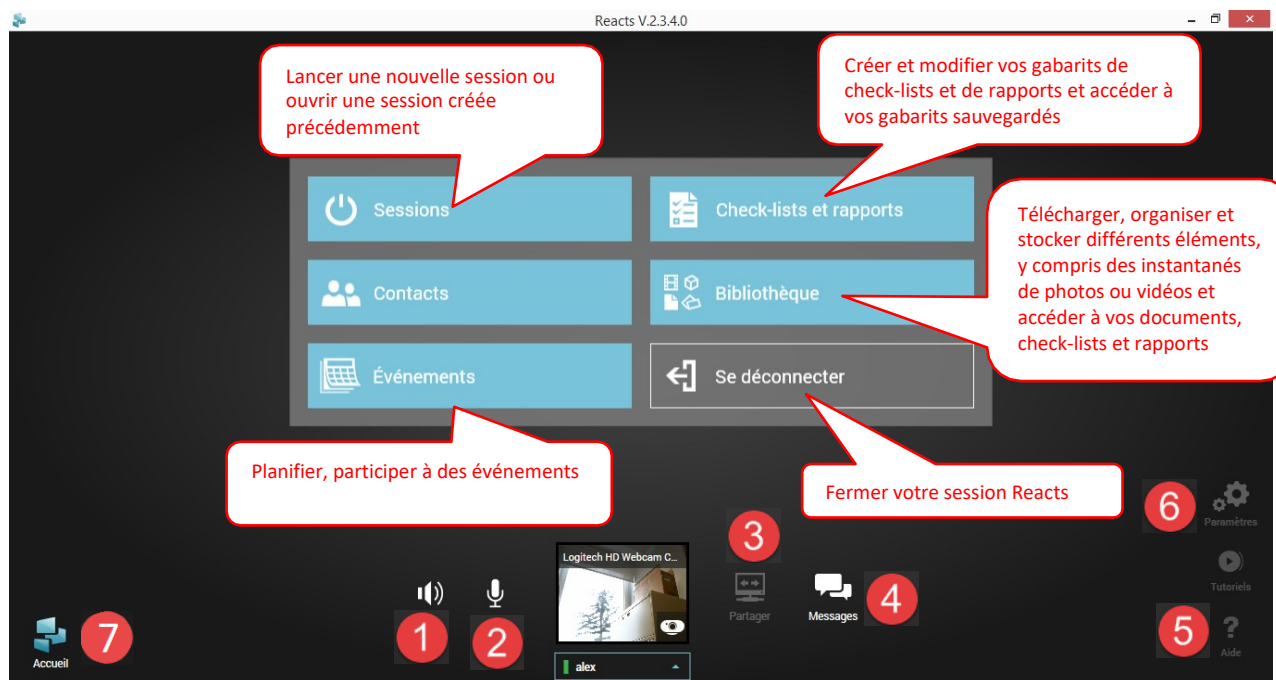 Reacts V.2.3.4.0
Lancer une nouvelle session ou
ouvrir une session créée
précédemment
Créer et modifier vos gabarits de
check-lists et de rapports et accéder à
vos gabarits sauvegardés
Sessions
Check-lists et rapports
Télécharger, organiser et
stocker différents éléments,
y compris des instantanés
de photos ou vidéos et
accéder à vos documents,
check-lists et rapports
Contacts
Bibliothèque
Événements
Se déconnecter
Planifier, participer à des événements
Fermer votre session Reacts
6
Paramètres
3
Logitech HD Webcam C...
Partager
Messages
4
Tutoriels
1
2
7
Accueil
5
?
Aide
alex